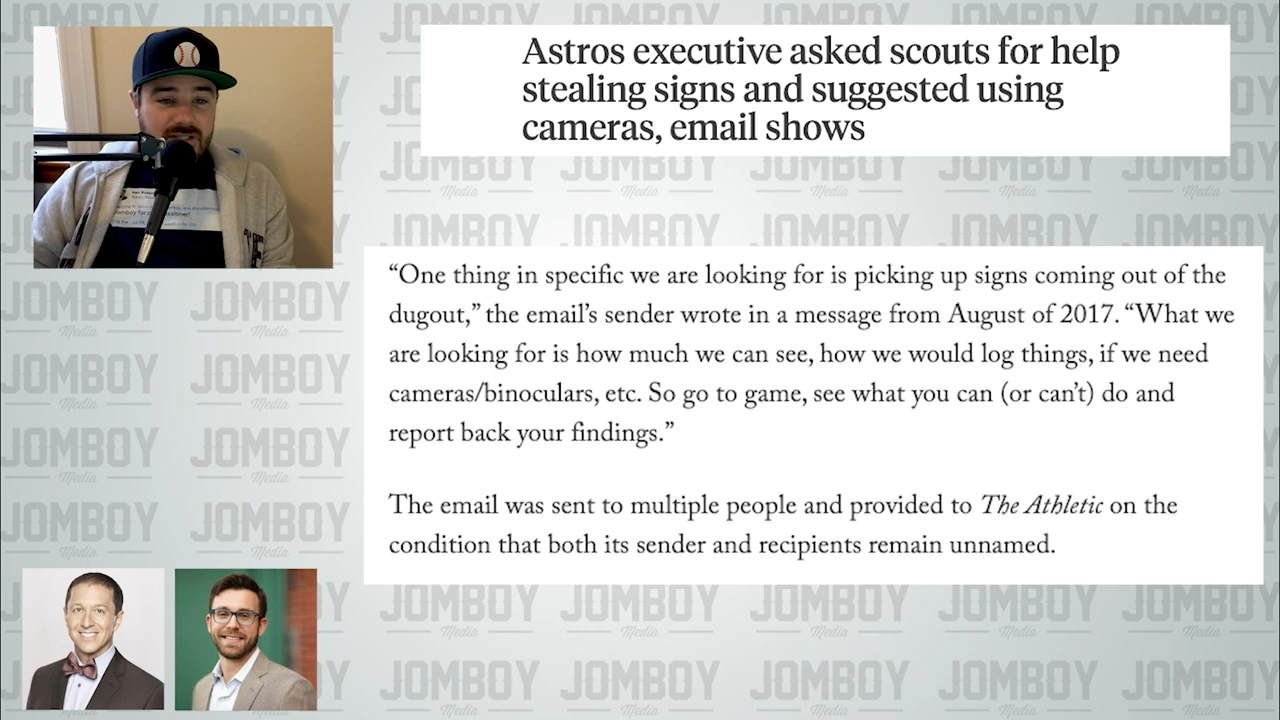 Astros executive asked scouts for help
stealing signs and suggested using
cameras, email shows
“One thing in specific we are looking for is picking up signs coming out of the
dugout,” the email’s sender wrote in a message from August of 2017. “What we
are looking for is how much we can see, how we would log things, if we need
cameras/binoculars, etc. So go to game, see what you can (or can’t) do and
report back your findings.”
The email was sent to multiple people and provided to The Athletic on the
condition that both its sender and recipients remain unnamed.
JOMBOY
Media